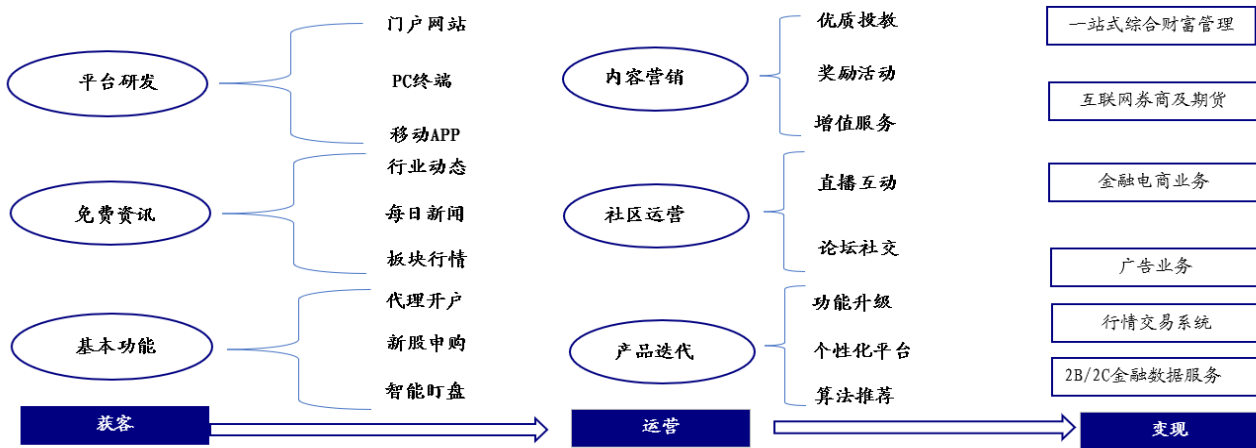 平台研发
门户网站
PC终端
移动APP
免费资讯
行业动态
每日新闻
板块行情
基本功能
代理开户
新股申购
智能盯盘
获客
内容营销
优质投教
奖励活动
增值服务
社区运营
直播互动
论坛社交
产品迭代
功能升级
个性化平台
算法推荐
运营
一站式综合财富管理
互联网券商及期货
金融电商业务
广告业务
行情交易系统
2B/2C金融数据服务
变现